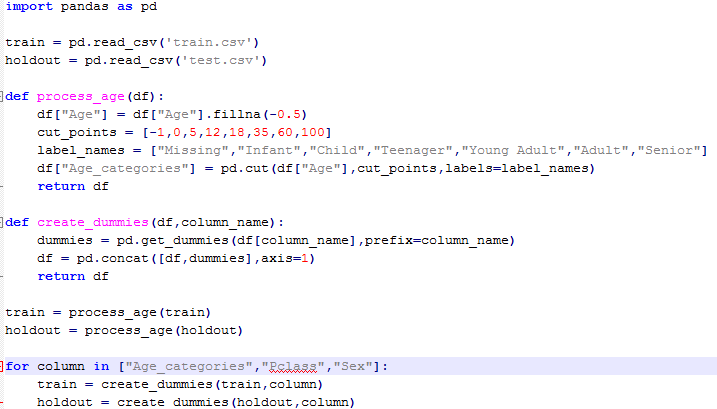 import pandas as pd
train = pd.read_csv('train.csv')
holdout = pd.read_csv('test.csv')
def process_age(df):
    df["Age"] = df["Age"].fillna(-0.5)
    cut_points = [-1,0,5,12,18,35,60,100]
    label_names = ["Missing","Infant","Child","Teenager","Young Adult","Adult","Senior"]
    df["Age_categories"] = pd.cut(df["Age"],cut_points,labels=label_names)
    return df
def create_dummies(df,column_name):
    dummies = pd.get_dummies(df[column_name],prefix=column_name)
    df = pd.concat([df,dummies],axis=1)
    return df
train = process_age(train)
holdout = process_age(holdout)
for column in ["Age_categories","Pclass","Sex"]:
    train = create_dummies(train,column)
    holdout = create_dummies(holdout,column)